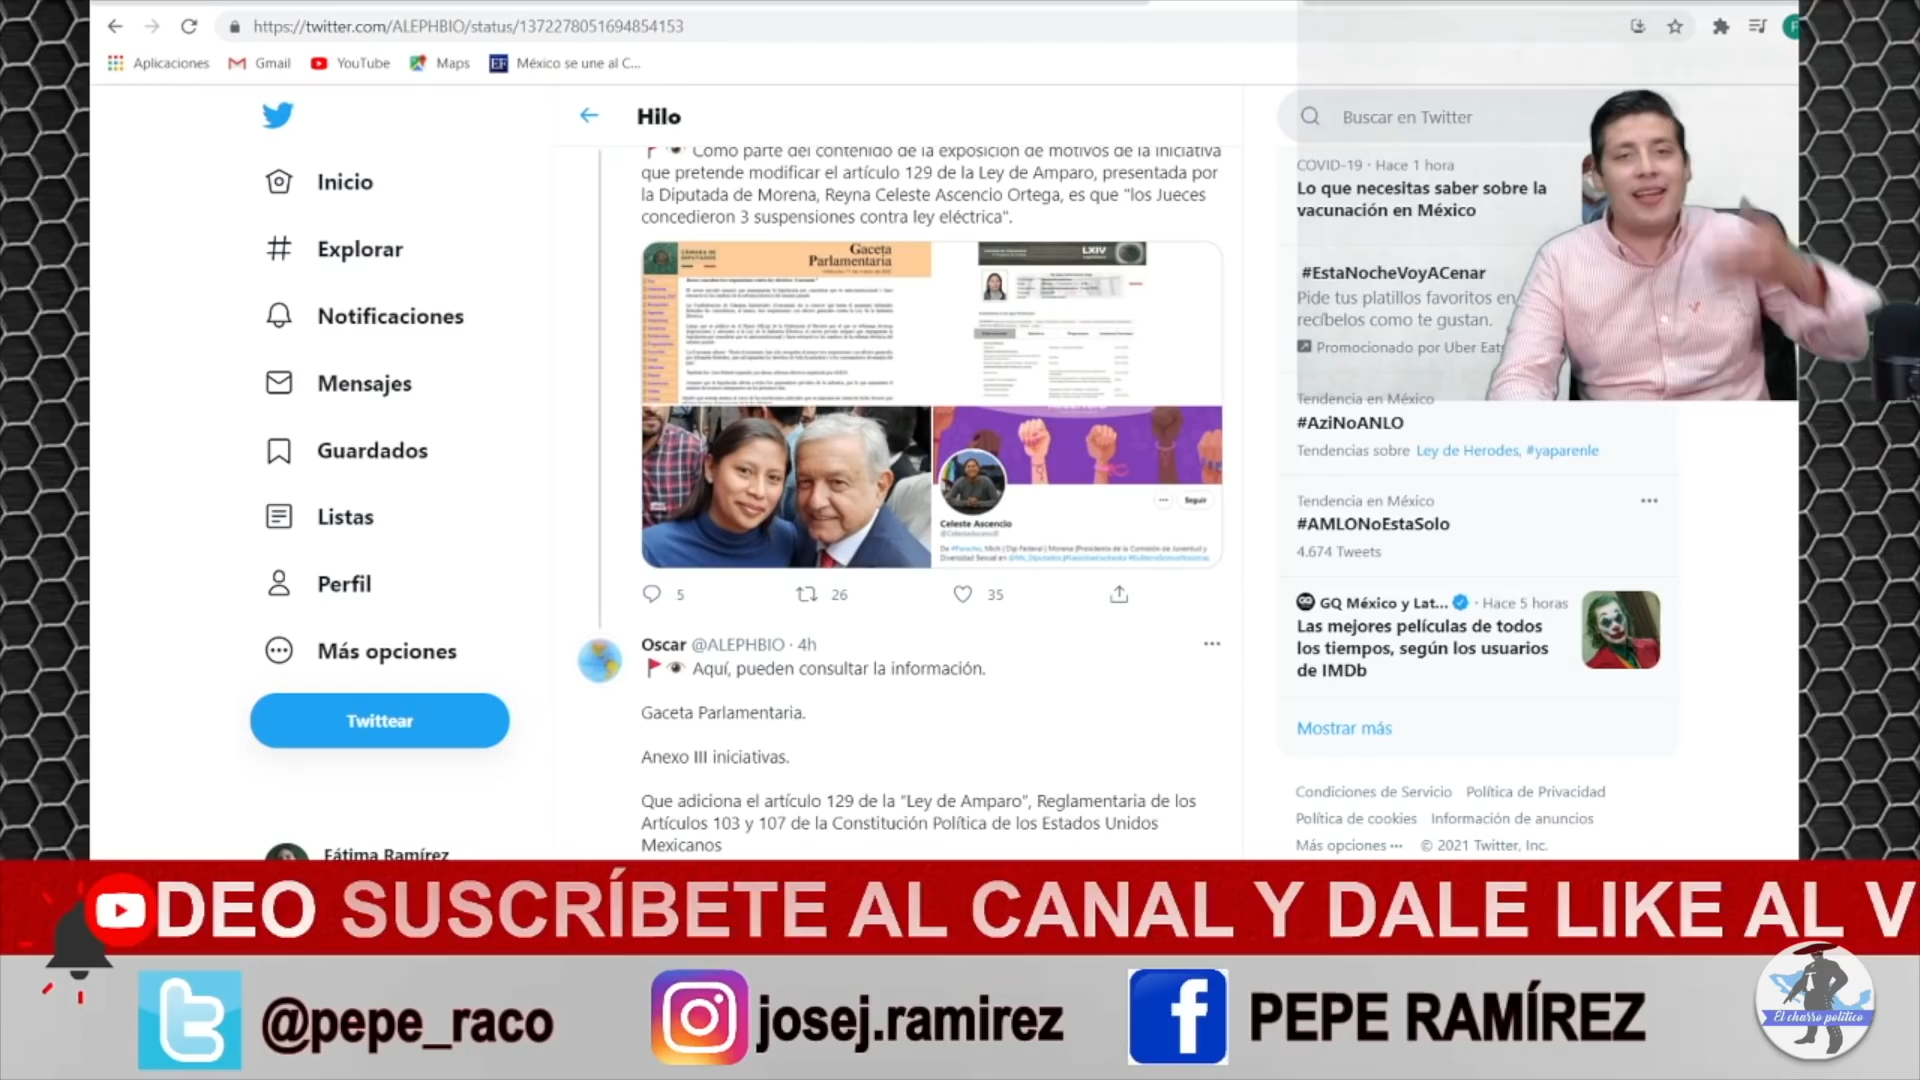 https://twitter.com/ALEPHBIO/status/1372278051694854153
Aplicaciones
Gmail
YouTube
Maps
EF
México se une al C...
Inicio
Explorar
Notificaciones
Mensajes
Guardados
Listas
Perfil
Más opciones
Twittear
Fátima Ramírez
Hilo
Como parte del contenido de la exposición de motivos de la iniciativa
que pretende modificar el artículo 129 de la Ley de Amparo, presentada por
la Diputada de Morena, Reyna Celeste Ascencio Ortega, es que "los Jueces
concedieron 3 suspensiones contra ley eléctrica".
Gaceta
Parlamentaria
LXIV
Seguir
Celeste Ascencio
5
26
35
Oscar @ALEPHBIO · 4h
Aquí, pueden consultar la información.
Gaceta Parlamentaria.
Anexo III iniciativas.
Que adiciona el artículo 129 de la "Ley de Amparo", Reglamentaria de los
Artículos 103 y 107 de la Constitución Política de los Estados Unidos
Mexicanos
Buscar en Twitter
COVID-19 · Hace 1 hora
Lo que necesitas saber sobre la
vacunación en México
#EstaNocheVoyACenar
Pide tus platillos favoritos en
recíbelos como te gustan.
Promocionado por Uber Eats
Tendencia en México
#AziNoANLO
Tendencias sobre Ley de Herodes, #yaparenle
Tendencia en México
#AMLONoEstaSolo
4.674 Tweets
GQ México y Lat... · Hace 5 horas
Las mejores películas de todos
los tiempos, según los usuarios
de IMDb
Mostrar más
Condiciones de Servicio Política de Privacidad
Política de cookies Información de anuncios
Más opciones ··· © 2021 Twitter, Inc.
DEO SUSCRÍBETE AL CANAL Y DALE LIKE AL V
@pepe_raco
josej.ramirez
PEPE RAMÍREZ
El charro político